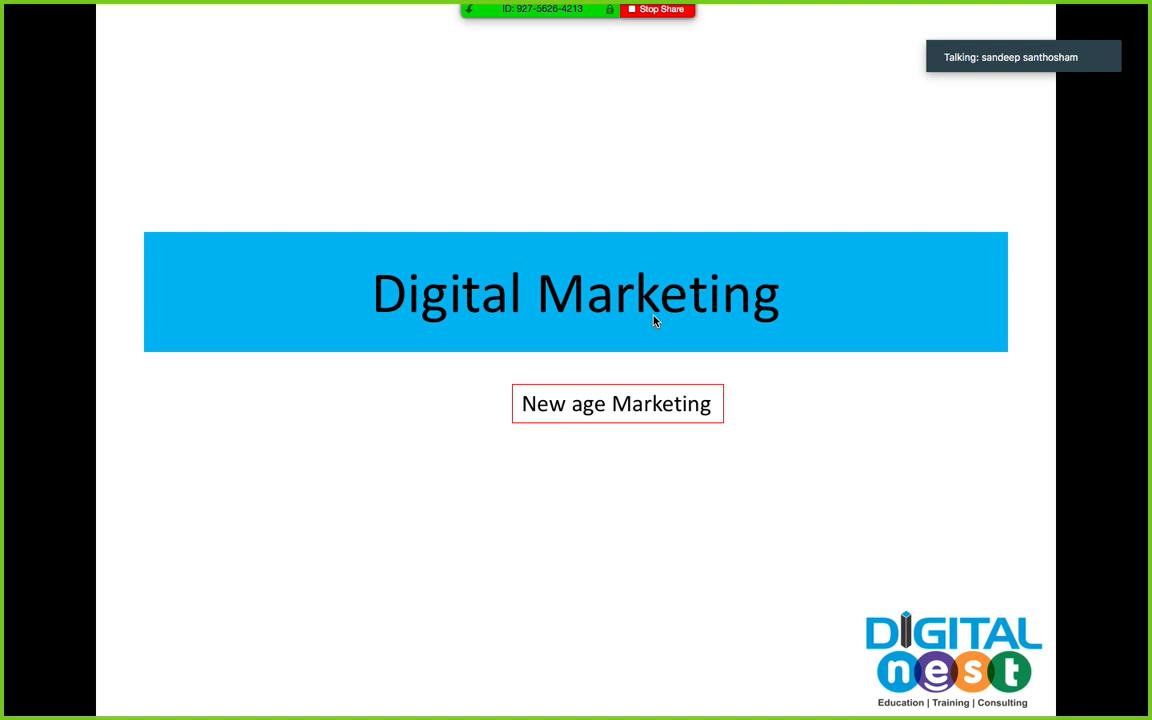 ID: 927-5626-4213
Stop Share
Talking: sandeep santhosham
Digital Marketing
New age Marketing
DIGITAL
nest
Education | Training | Consulting